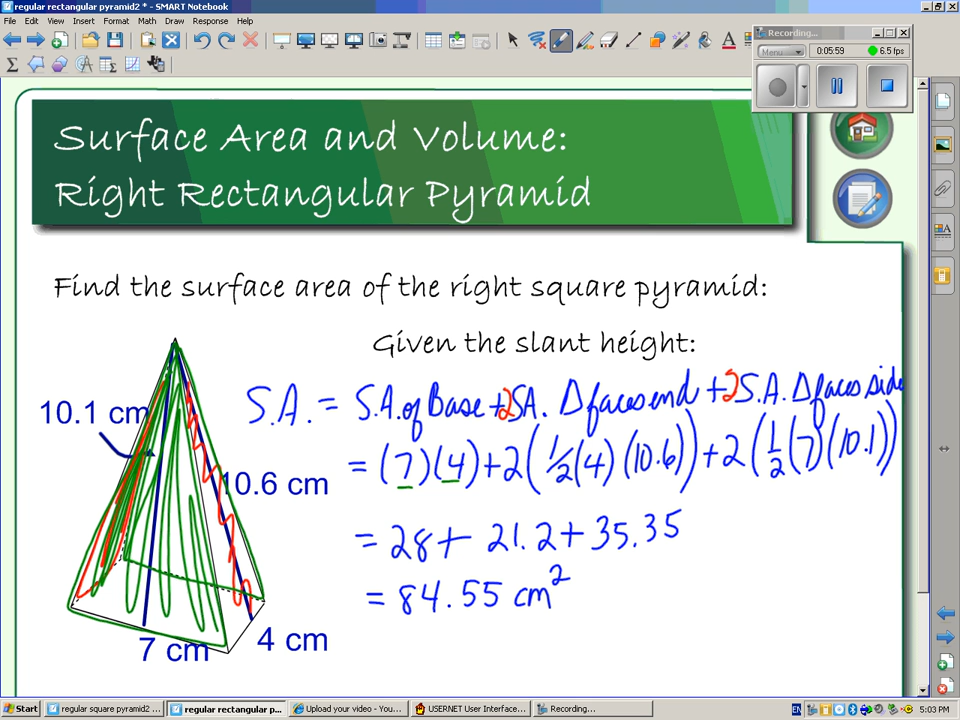 regular rectangular pyramid2 * - SMART Notebook
File Edit View Insert Format Math Draw Response Help
Recording...
Menu 00:05:59 6.5 fps
Surface Area and Volume:
Right Rectangular Pyramid
Find the surface area of the right square pyramid:
Given the slant height:
S.A. = S.A. of Base + 2 SA. Δ faces end + 2 S.A. Δ faces side
10.1 cm
= (7)(4) + 2(1/2(4)(10.6)) + 2(1/2(7)(10.1))
10.6 cm
= 28 + 21.2 + 35.35
= 84.55 cm²
7 cm
4 cm
Start regular square pyramid2 ... regular rectangular p... Upload your video - Yo... USERNET User Interface... Recording... EN 5:03 PM